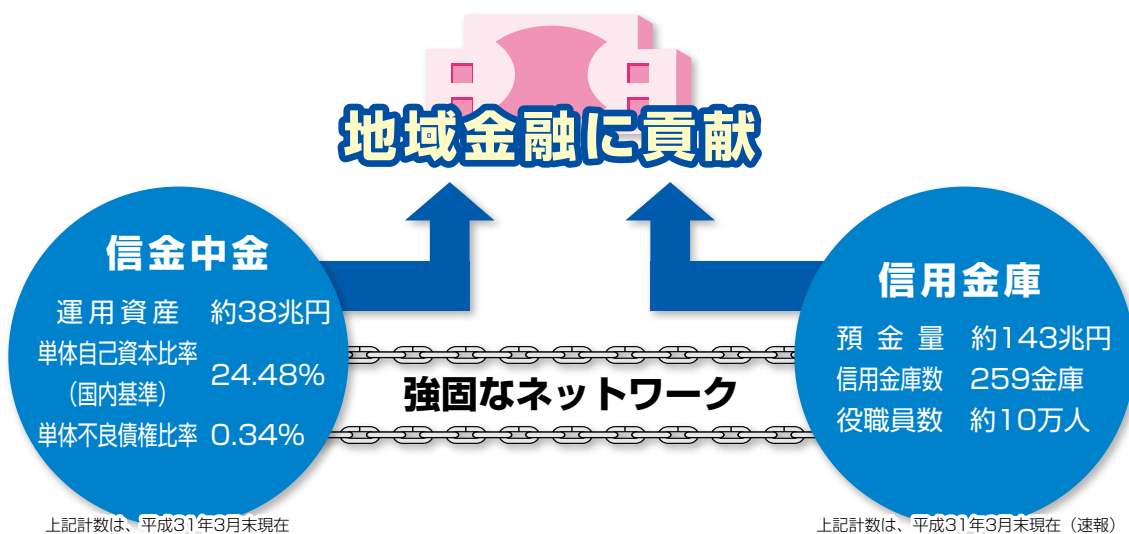 地域金融に貢献
信金中金
運用資産 約38兆円
単体自己資本比率
（国内基準）
24.48%
単体不良債権比率 0.34%
上記計数は、平成31年3月末現在
強固なネットワーク
信用金庫
預金量 約143兆円
信用金庫数 259金庫
役職員数 約10万人
上記計数は、平成31年3月末現在（速報）